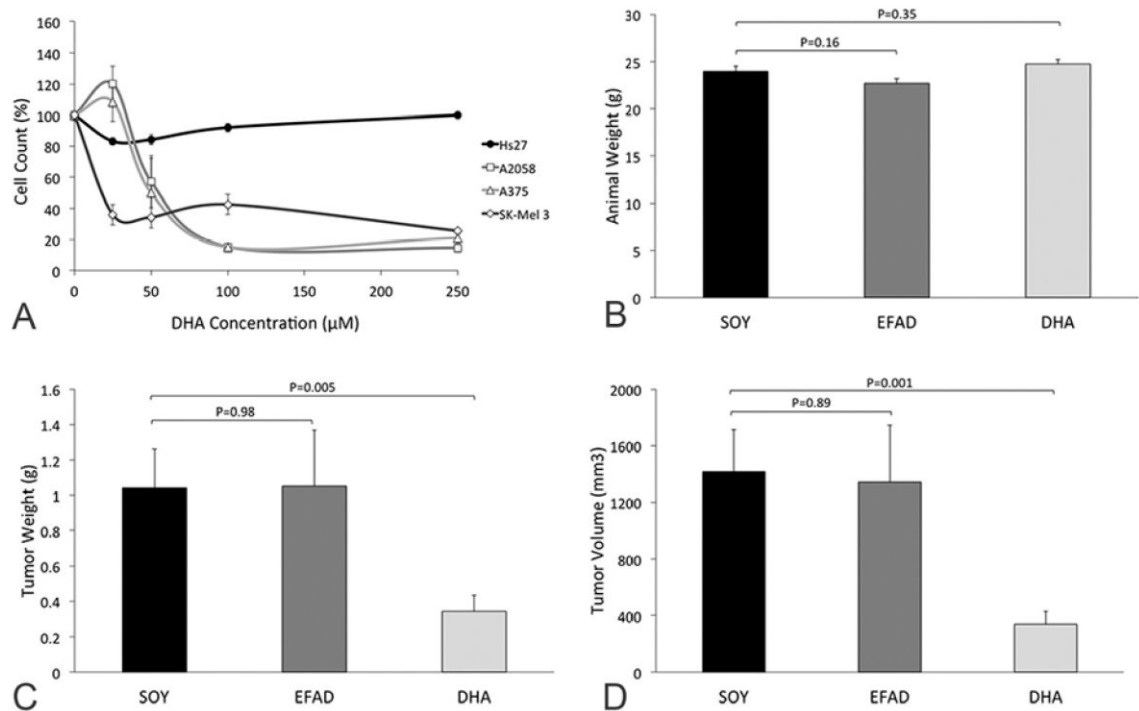 160
140
120
100
80
60
40
20
0
Cell Count (%)
0 50 100 150 200 250
DHA Concentration (μM)
Hs27
A2058
A375
SK-Mel 3
A
30
25
20
15
10
5
0
Animal Weight (g)
P=0.35
P=0.16
SOY EFAD DHA
B
1.6
1.4
1.2
1
0.8
0.6
0.4
0.2
0
Tumor Weight (g)
P=0.005
P=0.98
SOY EFAD DHA
C
2000
1600
1200
800
400
0
Tumor Volume (mm3)
P=0.001
P=0.89
SOY EFAD DHA
D